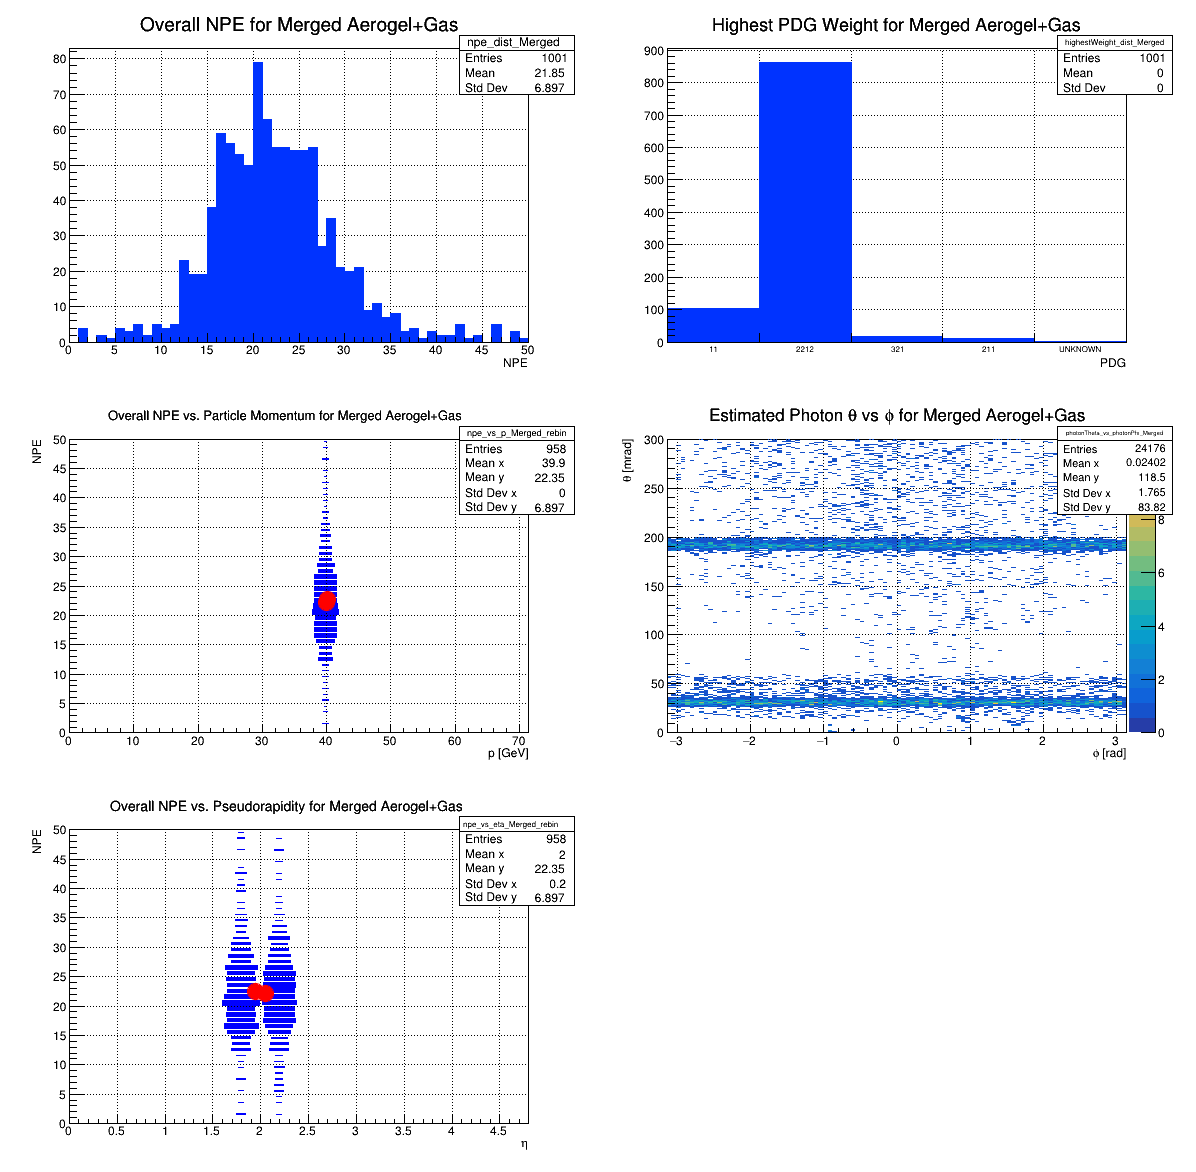 Overall NPE for Merged Aerogel+Gas
npe_dist_Merged
Entries 1001
Mean 21.85
Std Dev 6.897
80
70
60
50
40
30
20
10
0
0 5 10 15 20 25 30 35 40 45 50
NPE
Highest PDG Weight for Merged Aerogel+Gas
highestWeight_dist_Merged
Entries 1001
Mean 0
Std Dev 0
900
800
700
600
500
400
300
200
100
0
11 2212 321 211 UNKNOWN
PDG
Overall NPE vs. Particle Momentum for Merged Aerogel+Gas
npe_vs_p_Merged_rebin
Entries 958
Mean x 39.9
Mean y 22.35
Std Dev x 0
Std Dev y 6.897
NPE
50
45
40
35
30
25
20
15
10
5
0
0 10 20 30 40 50 60 70
p [GeV]
Estimated Photon θ vs ϕ for Merged Aerogel+Gas
photonTheta_vs_photonPhi_Merged
Entries 24176
Mean x 0.02402
Mean y 118.5
Std Dev x 1.765
Std Dev y 83.82
θ [mrad]
300
250
200
150
100
50
0
−3 −2 −1 0 1 2 3
ϕ [rad]
8
6
4
2
0
Overall NPE vs. Pseudorapidity for Merged Aerogel+Gas
npe_vs_eta_Merged_rebin
Entries 958
Mean x 2
Mean y 22.35
Std Dev x 0.2
Std Dev y 6.897
NPE
50
45
40
35
30
25
20
15
10
5
0
0 0.5 1 1.5 2 2.5 3 3.5 4 4.5
η